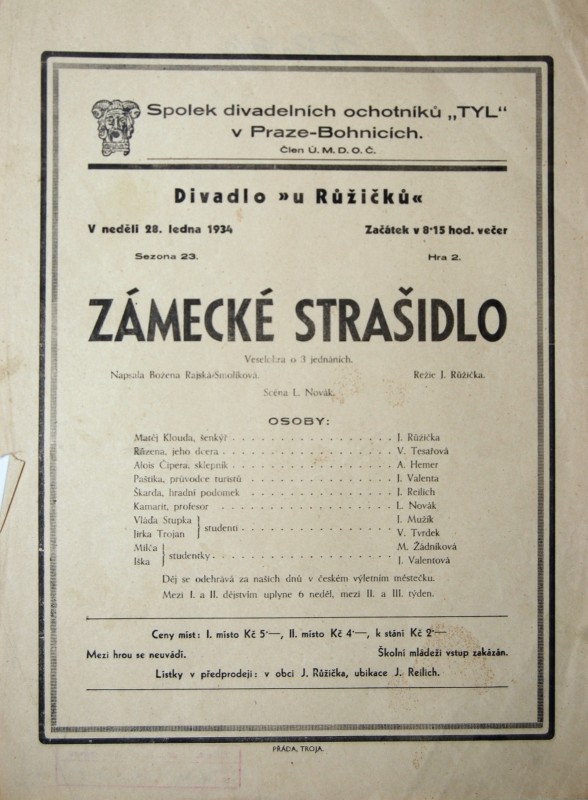 Spolek divadelních ochotníků „TYL“
v Praze-Bohnicích.
Člen Ú. M. D. O. Č.
Divadlo »u Růžičků«
V neděli 28. ledna 1934 Začátek v 8·15 hod. večer
Sezona 23. Hra 2.
ZÁMECKÉ STRAŠIDLO
Veselohra o 3 jednáních.
Napsala Božena Rajská-Smolíková. Režie J. Růžička.
Scéna L. Novák.
OSOBY:
Matěj Klouda, šenkýř J. Růžička
Růžena, jeho dcera V. Tesařová
Alois Čipera, sklepník A. Hemer
Paštika, průvodce turistů J. Valenta
Škarda, hradní podomek J. Reilich
Kamarit, profesor L. Novák
Vláďa Stupka } studenti J. Mužík
Jirka Trojan V. Tvrdek
Milča } studentky M. Žádníková
Iška J. Valentová
Děj se odehrává za našich dnů v českém výletním městečku.
Mezi I. a II. dějstvím uplyne 6 neděl, mezi II. a III. týden.
Ceny míst: I. místo Kč 5·—, II. místo Kč 4·—, k stání Kč 2·—
Mezi hrou se neuvádí. Školní mládeži vstup zakázán.
Lístky v předprodeji: v obci J. Růžička, ubikace J. Reilich.
PŘÁDA, TROJA.